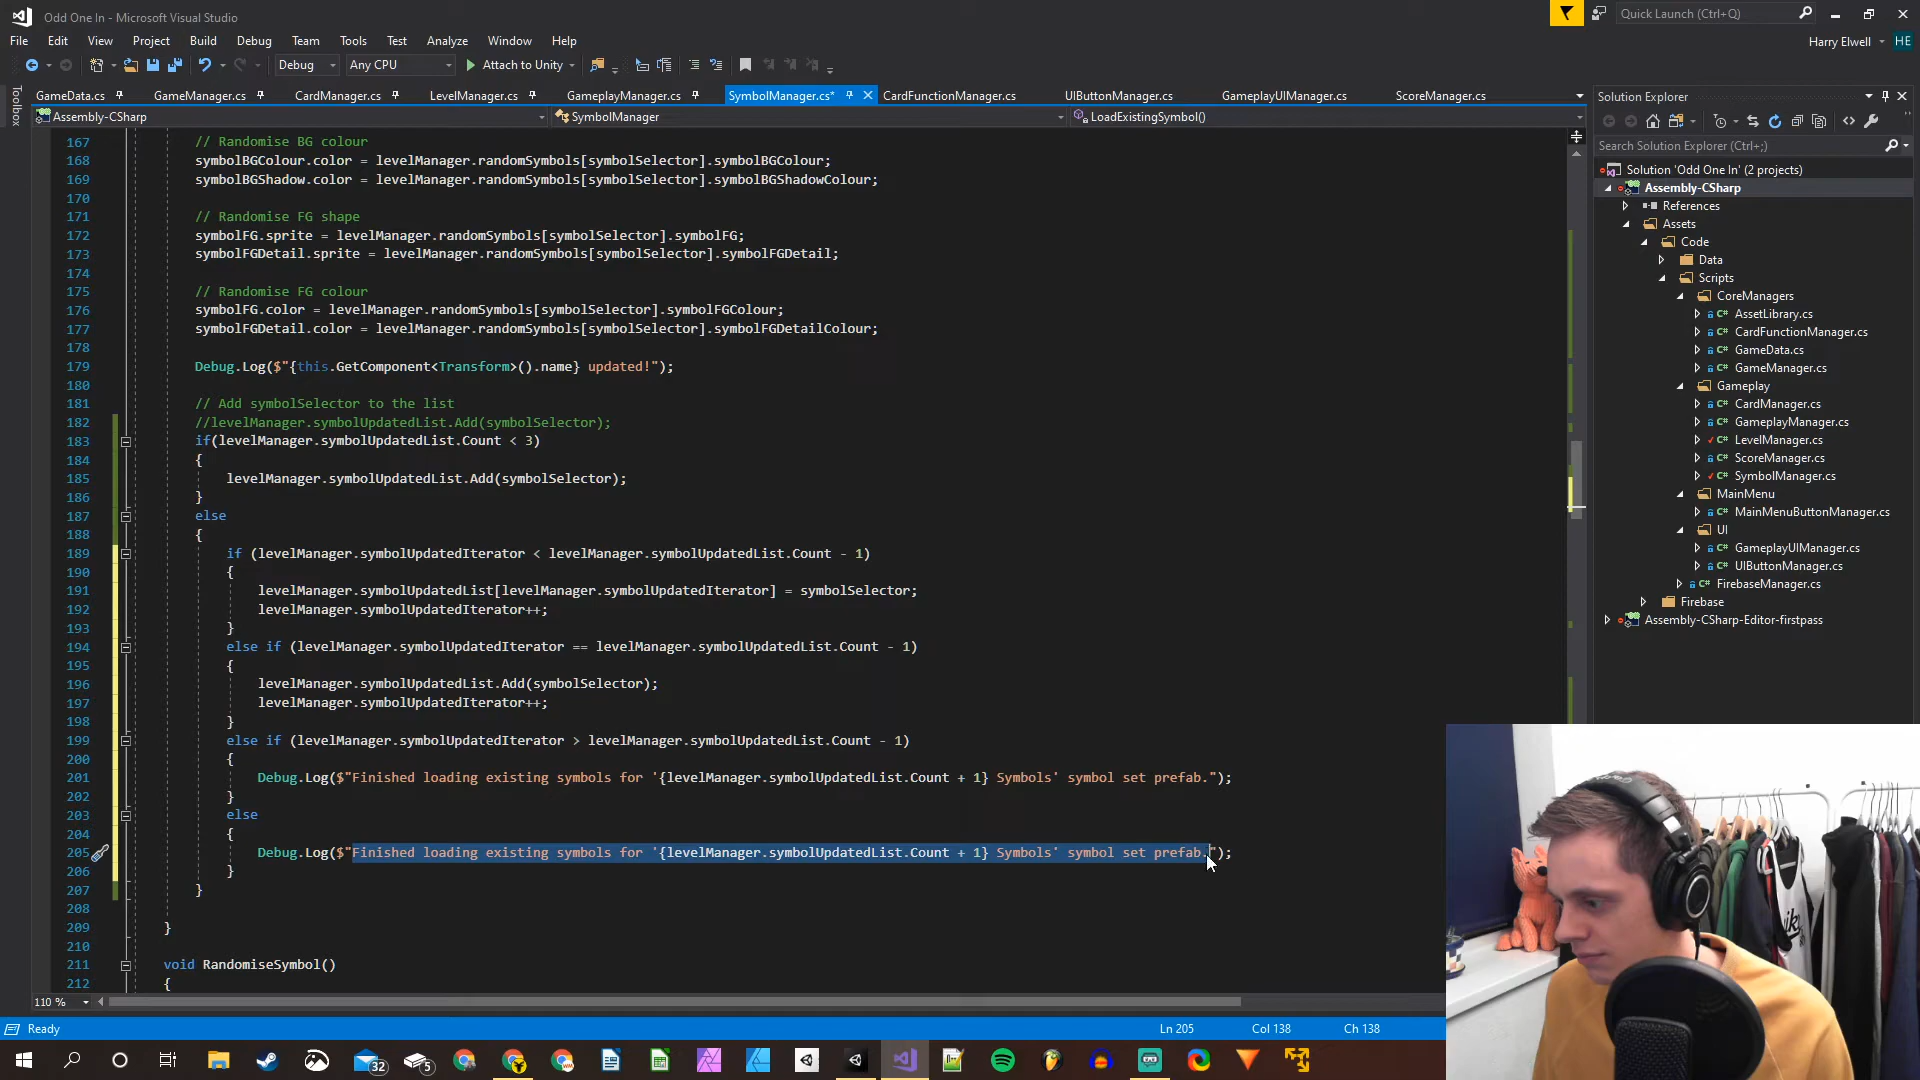 Odd One In - Microsoft Visual Studio
Quick Launch (Ctrl+Q)
File Edit View Project Build Debug Team Tools Test Analyze Window Help
Harry Elwell HE
Debug Any CPU Attach to Unity
Toolbox
GameData.cs GameManager.cs CardManager.cs LevelManager.cs GameplayManager.cs SymbolManager.cs* CardFunctionManager.cs UIButtonManager.cs GameplayUIManager.cs ScoreManager.cs
Assembly-CSharp SymbolManager LoadExistingSymbol()
167 // Randomise BG colour
168 symbolBGColour.color = levelManager.randomSymbols[symbolSelector].symbolBGColour;
169 symbolBGShadow.color = levelManager.randomSymbols[symbolSelector].symbolBGShadowColour;
170
171 // Randomise FG shape
172 symbolFG.sprite = levelManager.randomSymbols[symbolSelector].symbolFG;
173 symbolFGDetail.sprite = levelManager.randomSymbols[symbolSelector].symbolFGDetail;
174
175 // Randomise FG colour
176 symbolFG.color = levelManager.randomSymbols[symbolSelector].symbolFGColour;
177 symbolFGDetail.color = levelManager.randomSymbols[symbolSelector].symbolFGDetailColour;
178
179 Debug.Log($"{this.GetComponent<Transform>().name} updated!");
180
181 // Add symbolSelector to the list
182 //levelManager.symbolUpdatedList.Add(symbolSelector);
183 if(levelManager.symbolUpdatedList.Count < 3)
184 {
185 levelManager.symbolUpdatedList.Add(symbolSelector);
186 }
187 else
188 {
189 if (levelManager.symbolUpdatedIterator < levelManager.symbolUpdatedList.Count - 1)
190 {
191 levelManager.symbolUpdatedList[levelManager.symbolUpdatedIterator] = symbolSelector;
192 levelManager.symbolUpdatedIterator++;
193 }
194 else if (levelManager.symbolUpdatedIterator == levelManager.symbolUpdatedList.Count - 1)
195 {
196 levelManager.symbolUpdatedList.Add(symbolSelector);
197 levelManager.symbolUpdatedIterator++;
198 }
199 else if (levelManager.symbolUpdatedIterator > levelManager.symbolUpdatedList.Count - 1)
200 {
201 Debug.Log($"Finished loading existing symbols for '{levelManager.symbolUpdatedList.Count + 1} Symbols' symbol set prefab.");
202 }
203 else
204 {
205 Debug.Log($"Finished loading existing symbols for '{levelManager.symbolUpdatedList.Count + 1} Symbols' symbol set prefab.");
206 }
207 }
208
209 }
210
211 void RandomiseSymbol()
212 {
110 %
Solution Explorer
Search Solution Explorer (Ctrl+;)
Solution 'Odd One In' (2 projects)
Assembly-CSharp
References
Assets
Code
Data
Scripts
CoreManagers
C# AssetLibrary.cs
C# CardFunctionManager.cs
C# GameData.cs
C# GameManager.cs
Gameplay
C# CardManager.cs
C# GameplayManager.cs
C# LevelManager.cs
C# ScoreManager.cs
C# SymbolManager.cs
MainMenu
C# MainMenuButtonManager.cs
UI
C# GameplayUIManager.cs
C# UIButtonManager.cs
C# FirebaseManager.cs
Firebase
Assembly-CSharp-Editor-firstpass
Ready Ln 205 Col 138 Ch 138
32 5